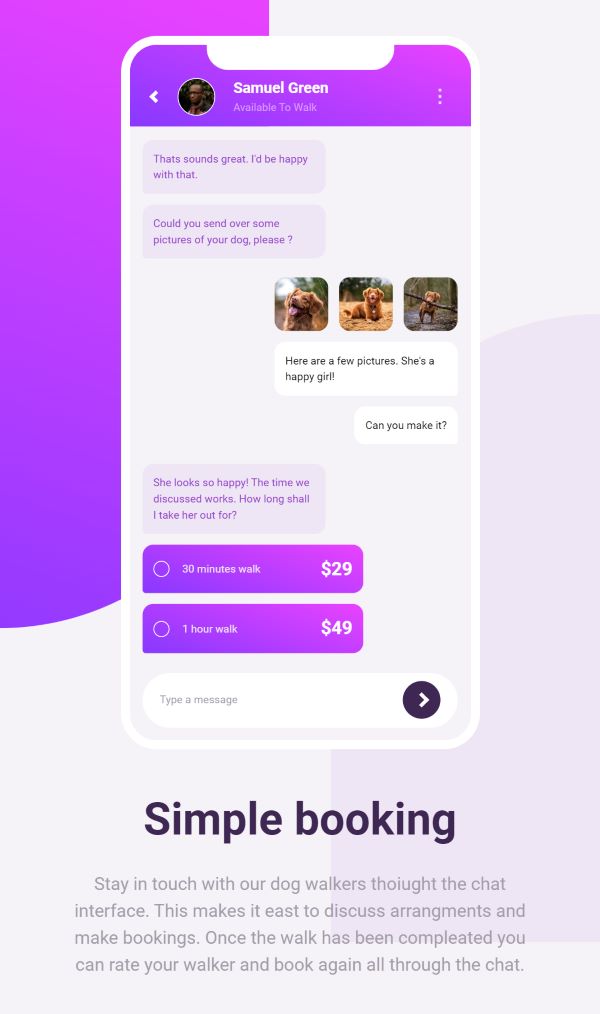 Samuel Green
Available To Walk
Thats sounds great. I'd be happy
with that.
Could you send over some
pictures of your dog, please ?
Here are a few pictures. She's a
happy girl!
Can you make it?
She looks so happy! The time we
discussed works. How long shall
I take her out for?
30 minutes walk $29
1 hour walk $49
Type a message
Simple booking
Stay in touch with our dog walkers thoiught the chat
interface. This makes it east to discuss arrangments and
make bookings. Once the walk has been compleated you
can rate your walker and book again all through the chat.